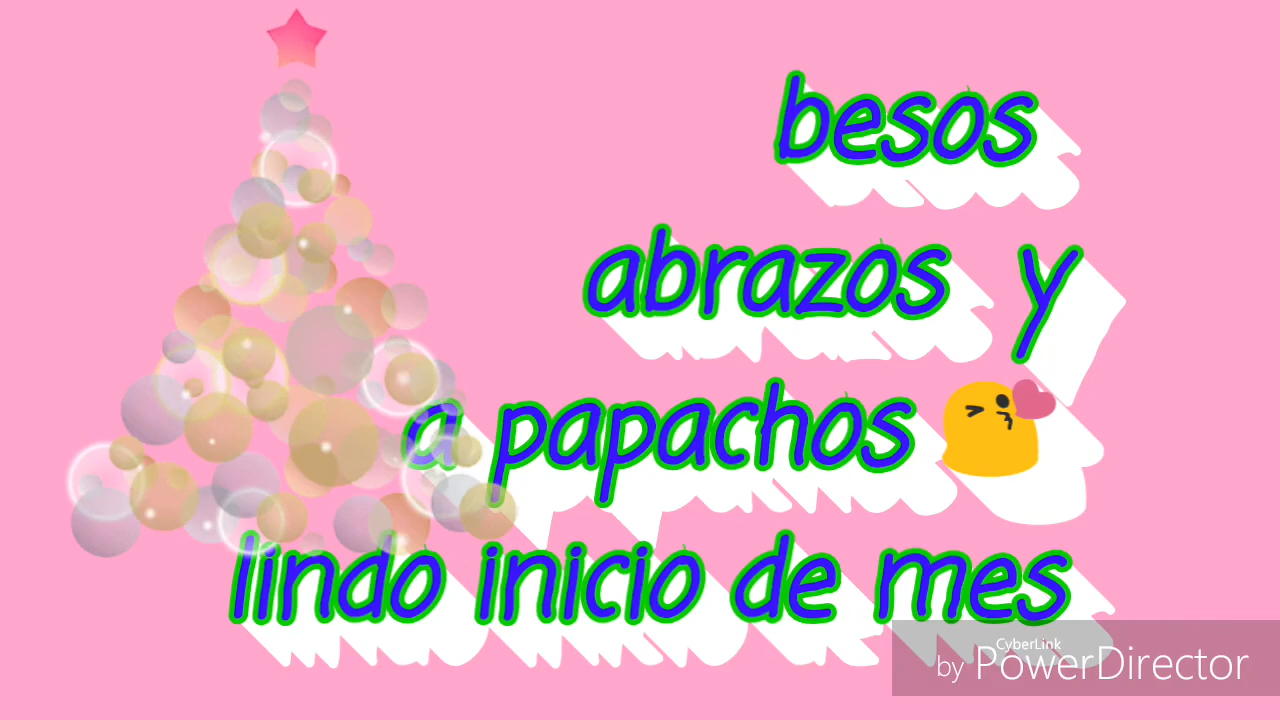 besos
abrazos y
a papachos 😘
lindo inicio de mes
CyberLink
by PowerDirector